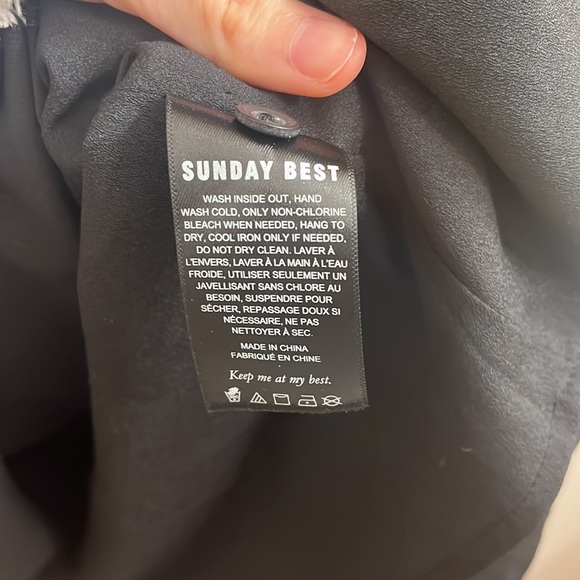 SUNDAY BEST
WASH INSIDE OUT, HAND
WASH COLD, ONLY NON-CHLORINE
BLEACH WHEN NEEDED, HANG TO
DRY, COOL IRON ONLY IF NEEDED,
DO NOT DRY CLEAN. LAVER À
L'ENVERS, LAVER À LA MAIN À L'EAU
FROIDE, UTILISER SEULEMENT UN
JAVELLISANT SANS CHLORE AU
BESOIN, SUSPENDRE POUR
SÉCHER, REPASSAGE DOUX SI
NÉCESSAIRE, NE PAS
NETTOYER À SEC.
MADE IN CHINA
FABRIQUÉ EN CHINE
Keep me at my best.